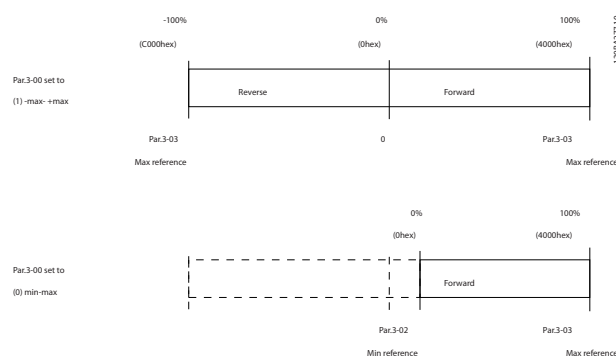 -100% 0% 100%
(C000hex) (0hex) (4000hex)
Par.3-00 set to
(1) -max- +max
Reverse Forward
Par.3-03 0 Par.3-03
Max reference Max reference
0% 100%
(0hex) (4000hex)
Par.3-00 set to
(0) min-max
Forward
Par.3-02 Par.3-03
Min reference Max reference